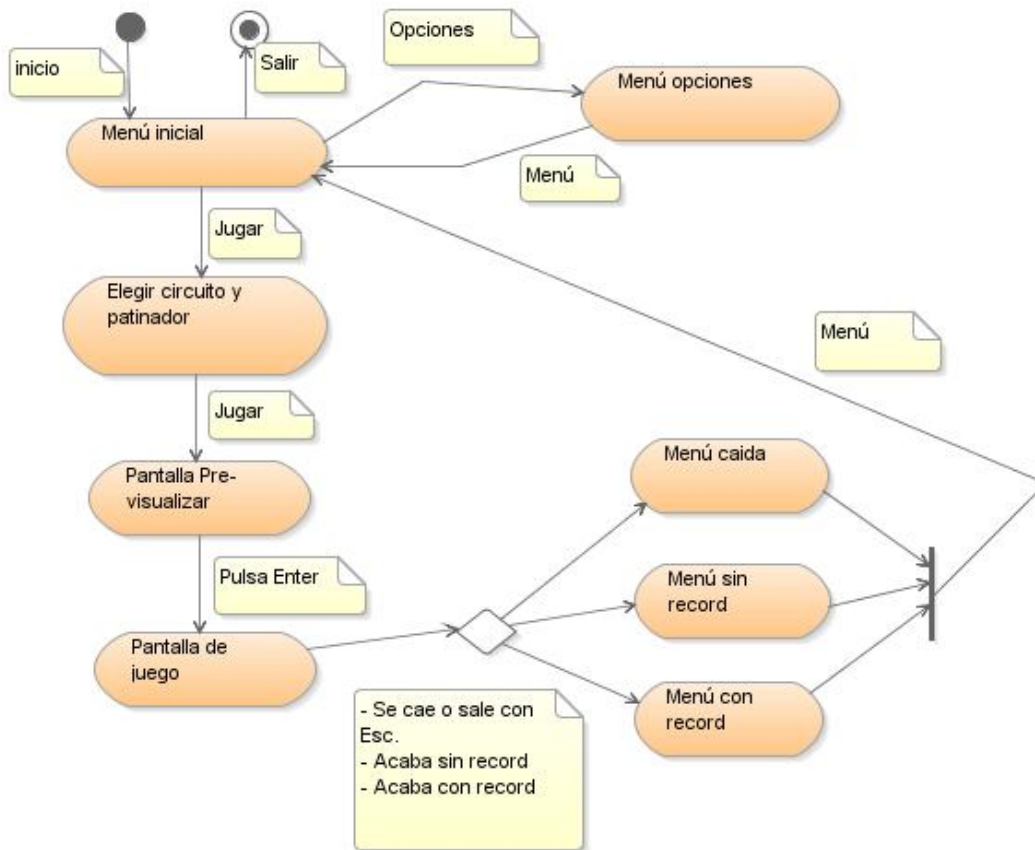 inicio
Salir
Opciones
Menú opciones
Menú inicial
Menú
Jugar
Elegir circuito y
patinador
Menú
Jugar
Menú caida
Pantalla Pre-
visualizar
Pulsa Enter
Menú sin
record
Pantalla de
juego
Menú con
record
- Se cae o sale con
Esc.
- Acaba sin record
- Acaba con record